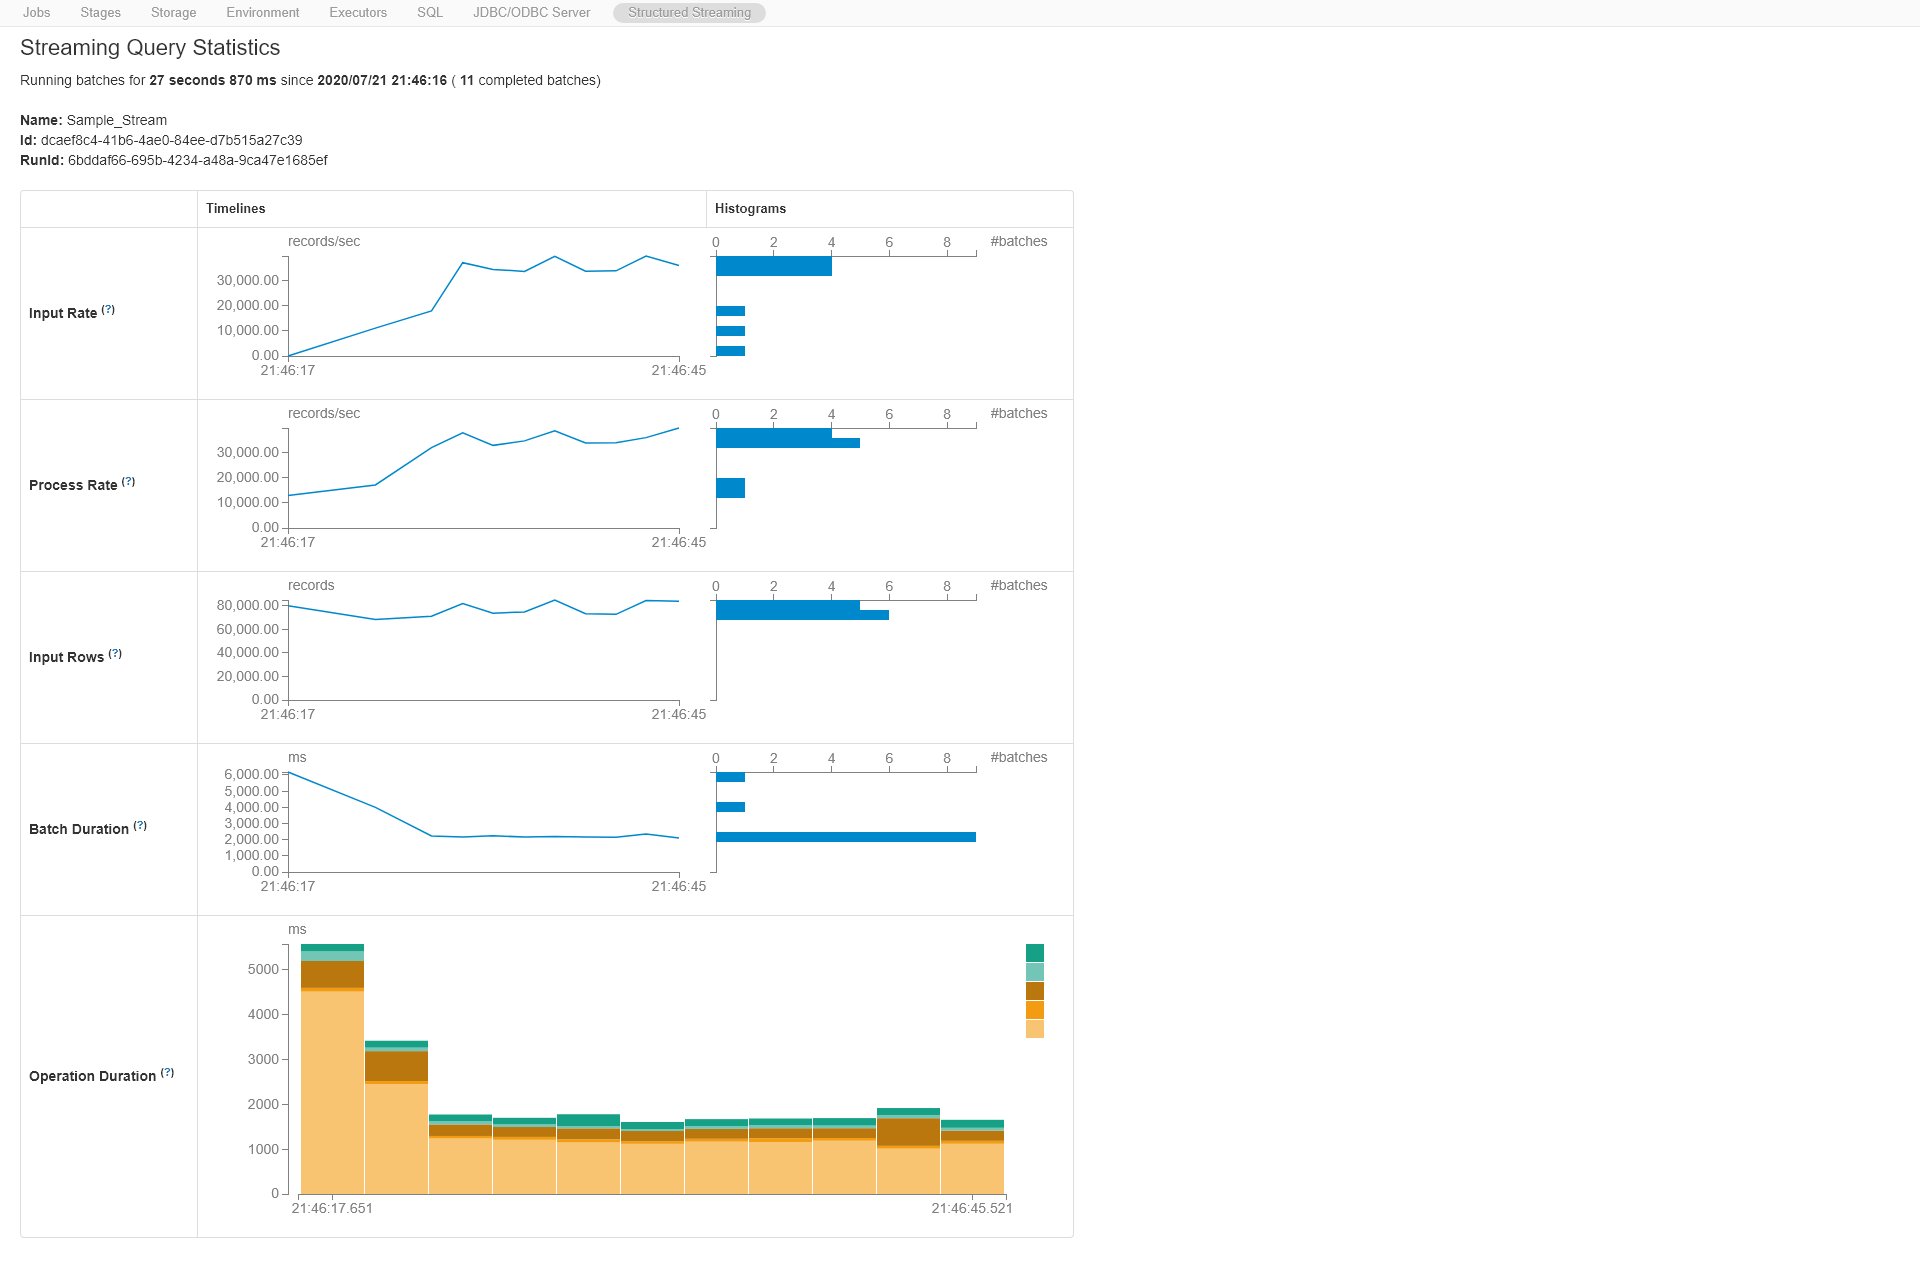 Jobs Stages Storage Environment Executors SQL JDBC/ODBC Server Structured Streaming
Streaming Query Statistics
Running batches for 27 seconds 870 ms since 2020/07/21 21:46:16 ( 11 completed batches)
Name: Sample_Stream
Id: dcaef8c4-41b6-4ae0-84ee-d7b515a27c39
RunId: 6bddaf66-695b-4234-a48a-9ca47e1685ef
Timelines Histograms
Input Rate (?)
records/sec
30,000.00
20,000.00
10,000.00
0.00
21:46:17 21:46:45
0 2 4 6 8 #batches
Process Rate (?)
records/sec
30,000.00
20,000.00
10,000.00
0.00
21:46:17 21:46:45
0 2 4 6 8 #batches
Input Rows (?)
records
80,000.00
60,000.00
40,000.00
20,000.00
0.00
21:46:17 21:46:45
0 2 4 6 8 #batches
Batch Duration (?)
ms
6,000.00
5,000.00
4,000.00
3,000.00
2,000.00
1,000.00
0.00
21:46:17 21:46:45
0 2 4 6 8 #batches
Operation Duration (?)
ms
5000
4000
3000
2000
1000
0
21:46:17.651 21:46:45.521